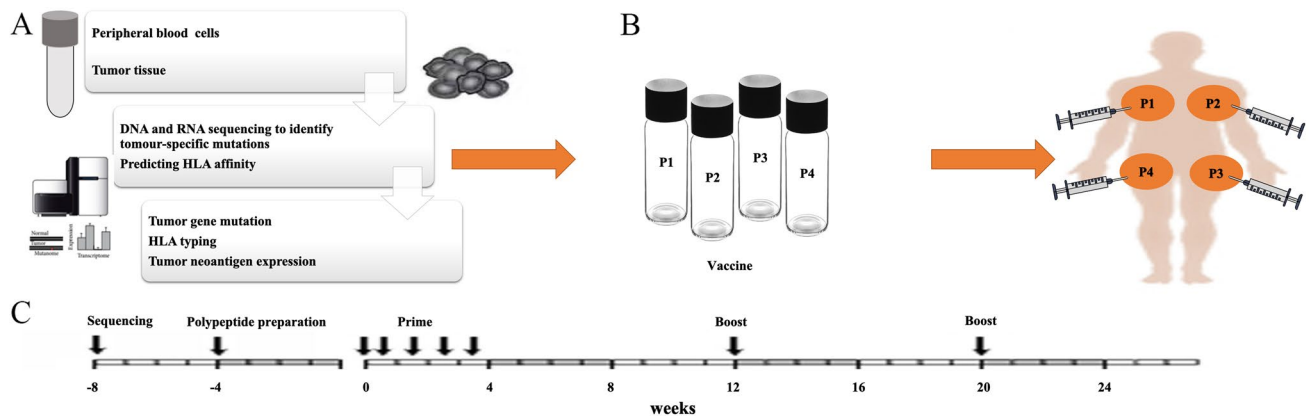 A
Peripheral blood cells
Tumor tissue
DNA and RNA sequencing to identify
tomour-specific mutations
Predicting HLA affinity
Normal
Tumor
Mutanome
Expression
Transcriptome
Tumor gene mutation
HLA typing
Tumor neoantigen expression
B
P1
P2
P3
P4
Vaccine
P1
P2
P4
P3
C
Sequencing
Polypeptide preparation
Prime
Boost
Boost
-8
-4
0
4
8
12
16
20
24
weeks